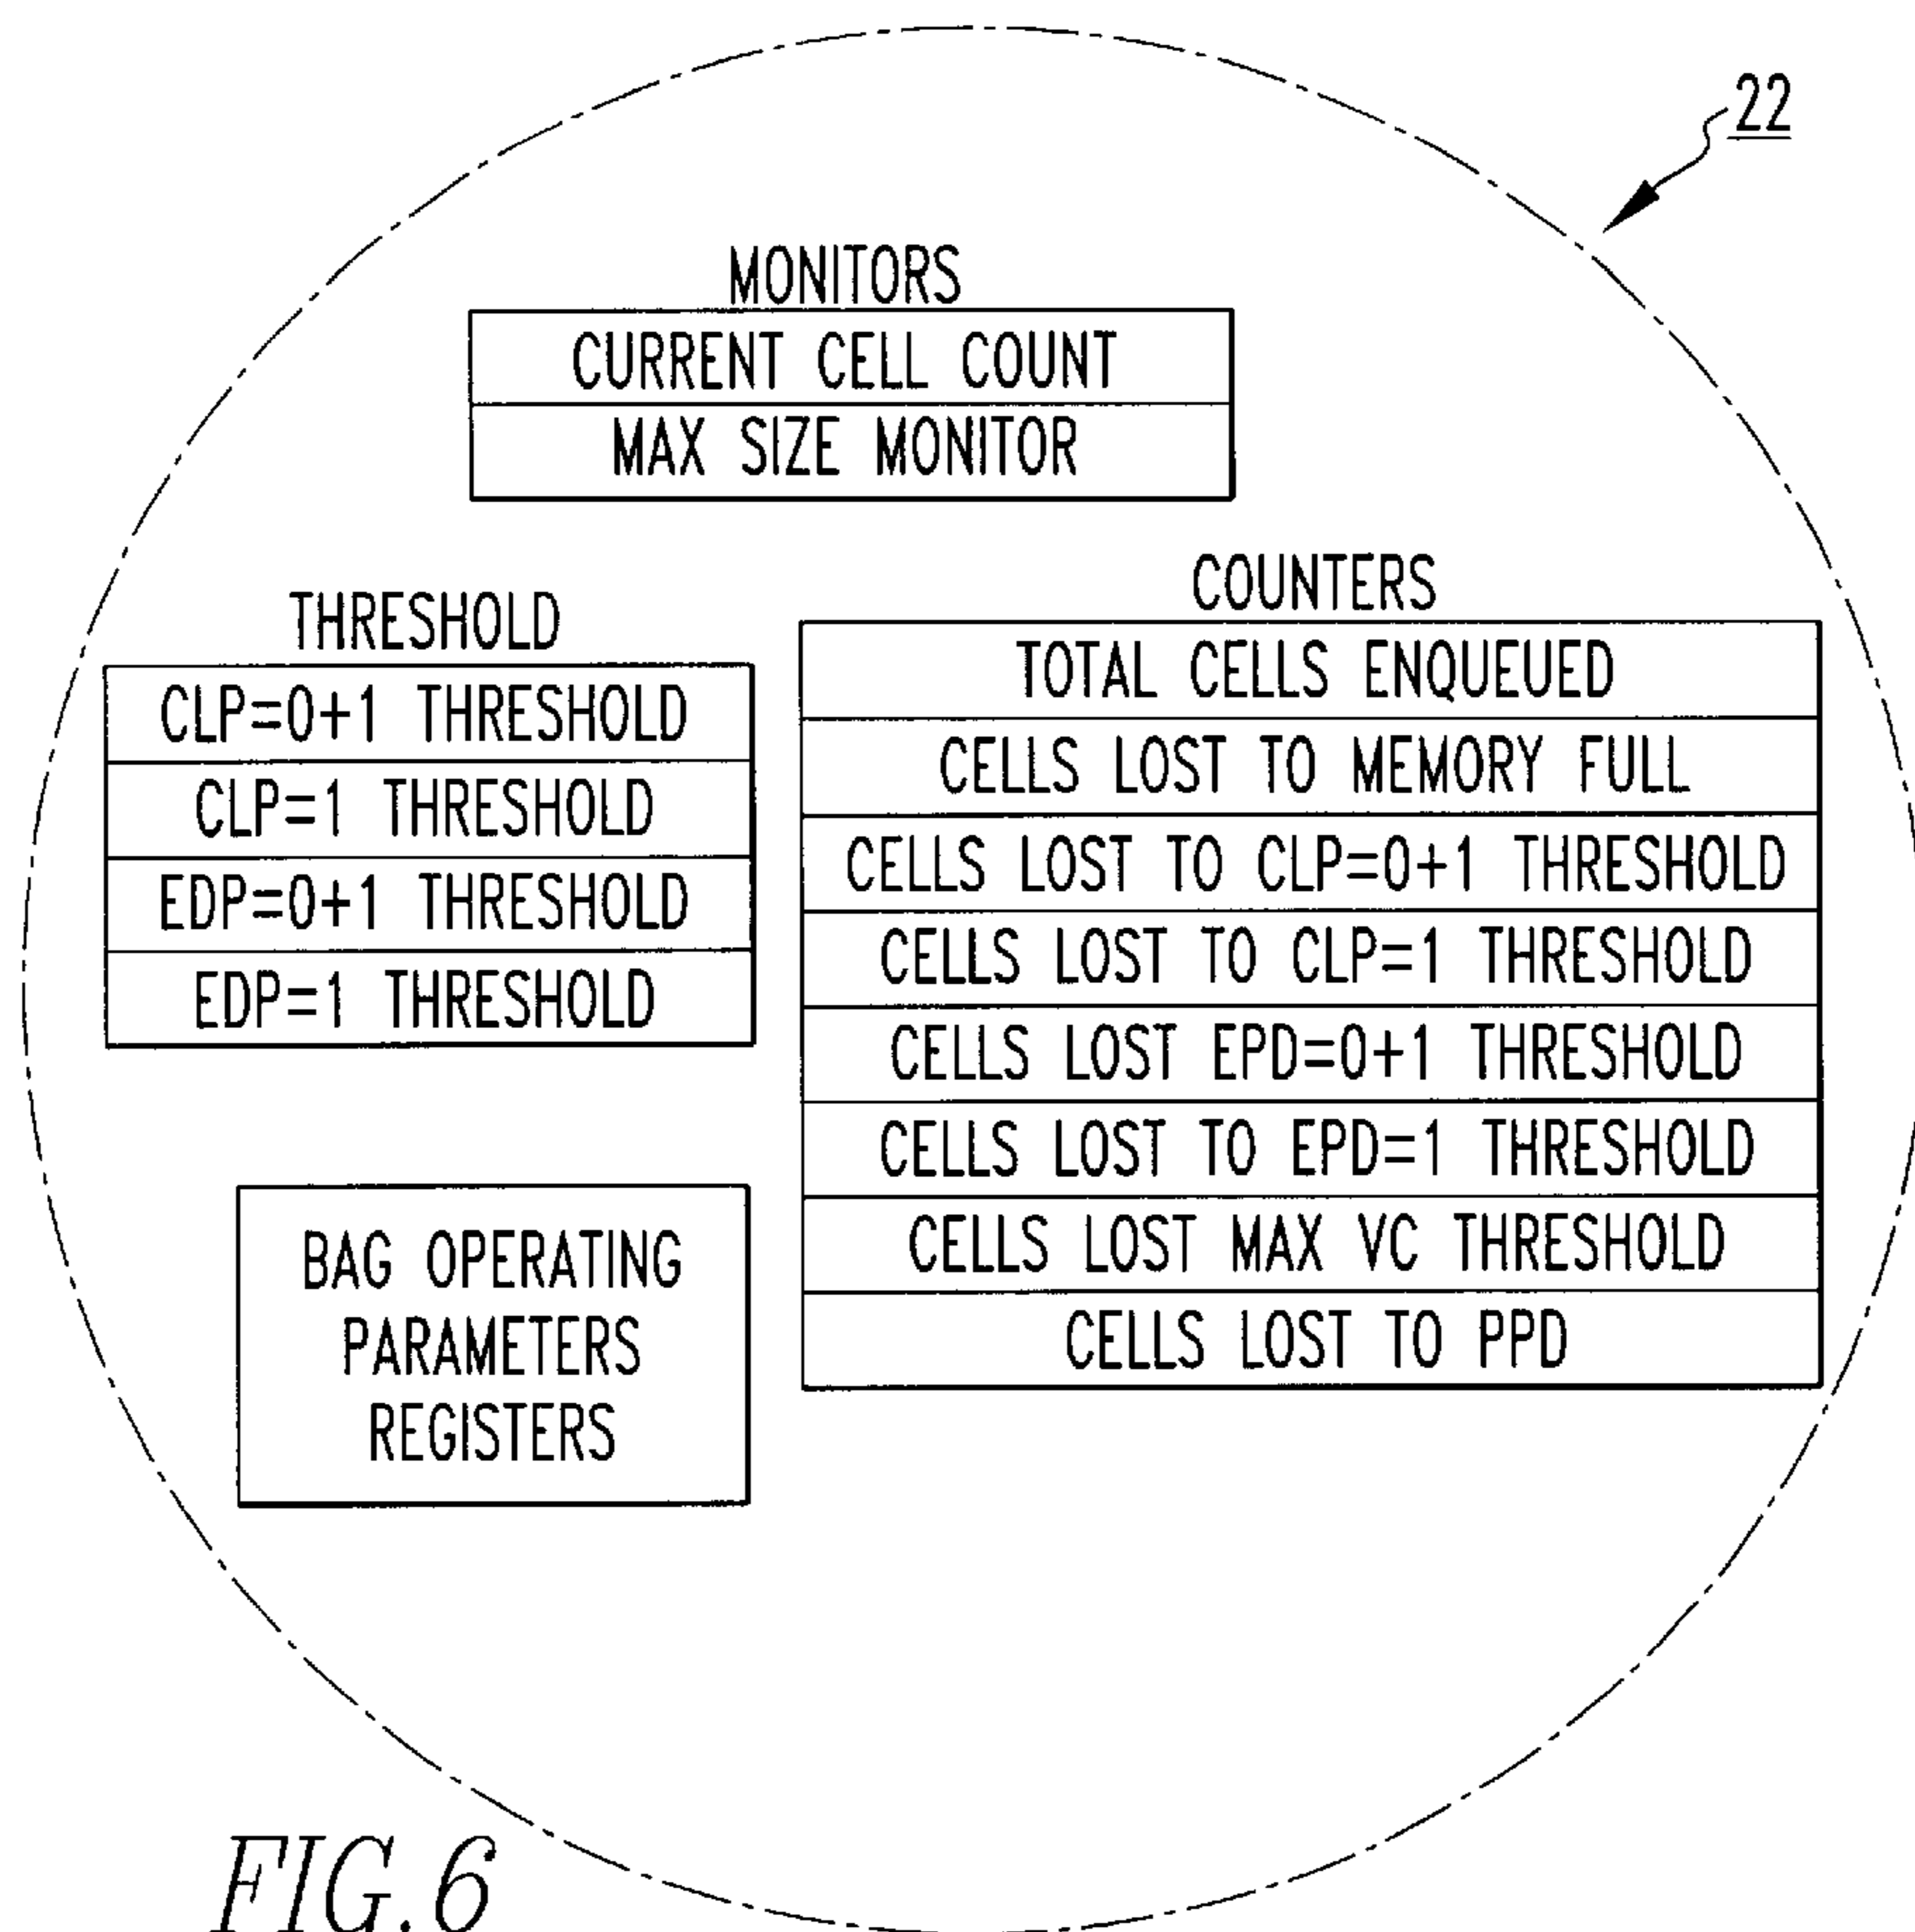 22
MONITORS
CURRENT CELL COUNT
MAX SIZE MONITOR
THRESHOLD
CLP=0+1 THRESHOLD
CLP=1 THRESHOLD
EDP=0+1 THRESHOLD
EDP=1 THRESHOLD
COUNTERS
TOTAL CELLS ENQUEUED
CELLS LOST TO MEMORY FULL
CELLS LOST TO CLP=0+1 THRESHOLD
CELLS LOST TO CLP=1 THRESHOLD
CELLS LOST EPD=0+1 THRESHOLD
CELLS LOST TO EPD=1 THRESHOLD
CELLS LOST MAX VC THRESHOLD
CELLS LOST TO PPD
BAG OPERATING
PARAMETERS
REGISTERS
FIG.6